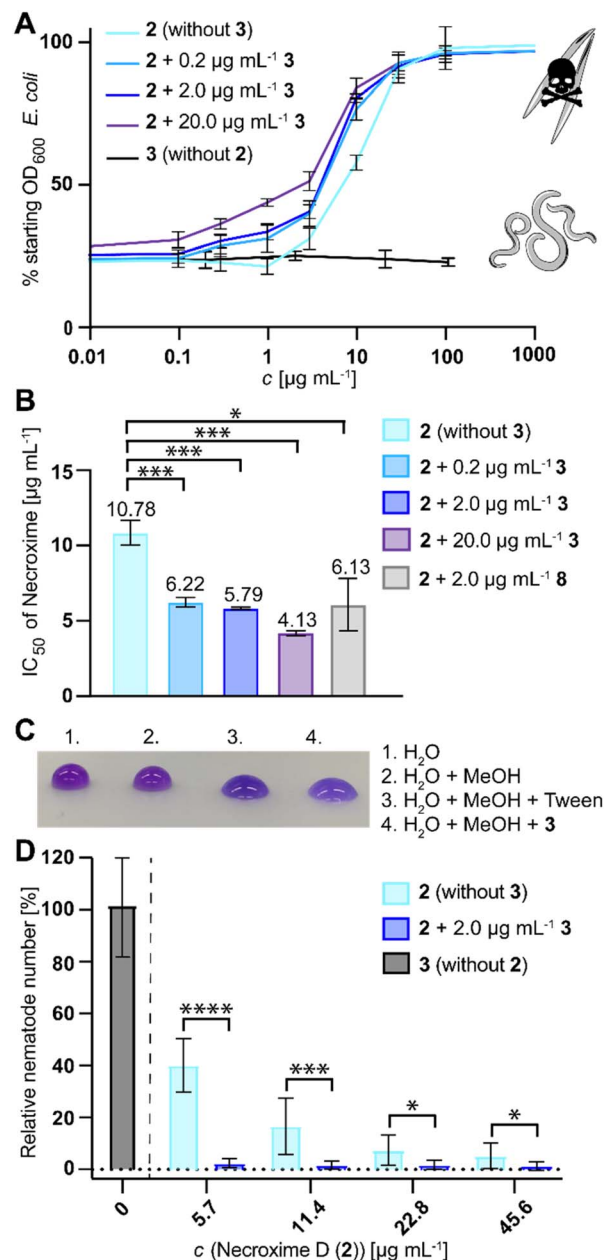 A
2 (without 3)
2 + 0.2 µg mL⁻¹ 3
2 + 2.0 µg mL⁻¹ 3
2 + 20.0 µg mL⁻¹ 3
3 (without 2)
% starting OD₆₀₀ E. coli
100
50
0
0.01 0.1 1 10 100 1000
c [µg mL⁻¹]
B
IC₅₀ of Necroxime [µg mL⁻¹]
15
10
5
0
*
***
***
***
10.78
6.22
5.79
4.13
6.13
2 (without 3)
2 + 0.2 µg mL⁻¹ 3
2 + 2.0 µg mL⁻¹ 3
2 + 20.0 µg mL⁻¹ 3
2 + 2.0 µg mL⁻¹ 8
C
1. 2. 3. 4.
1. H₂O
2. H₂O + MeOH
3. H₂O + MeOH + Tween
4. H₂O + MeOH + 3
D
Relative nematode number [%]
120
100
80
60
40
20
0
2 (without 3)
2 + 2.0 µg mL⁻¹ 3
3 (without 2)
****
***
*
*
0 5.7 11.4 22.8 45.6
c (Necroxime D (2)) [µg mL⁻¹]